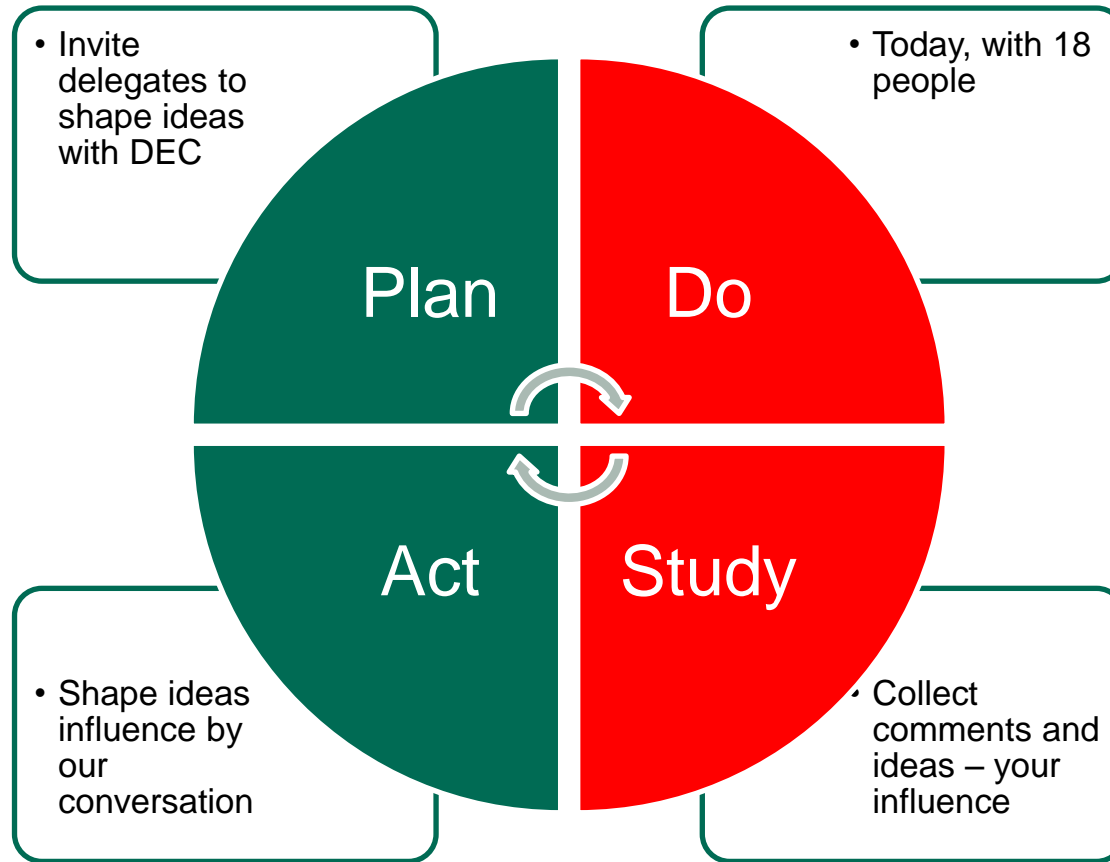 • Invite
delegates to
shape ideas
with DEC
• Today, with 18
people
Plan
Do
Act
Study
• Shape ideas
influence by
our
conversation
• Collect
comments and
ideas – your
influence